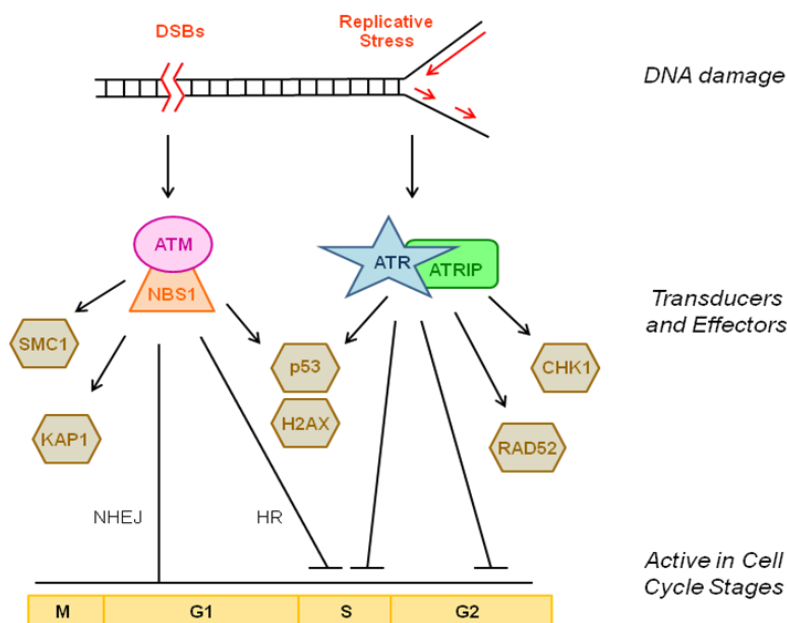 DSBs
Replicative
Stress
DNA damage
ATM
NBS1
ATR
ATRIP
Transducers
and Effectors
SMC1
KAP1
p53
H2AX
CHK1
RAD52
NHEJ
HR
Active in Cell
Cycle Stages
M
G1
S
G2